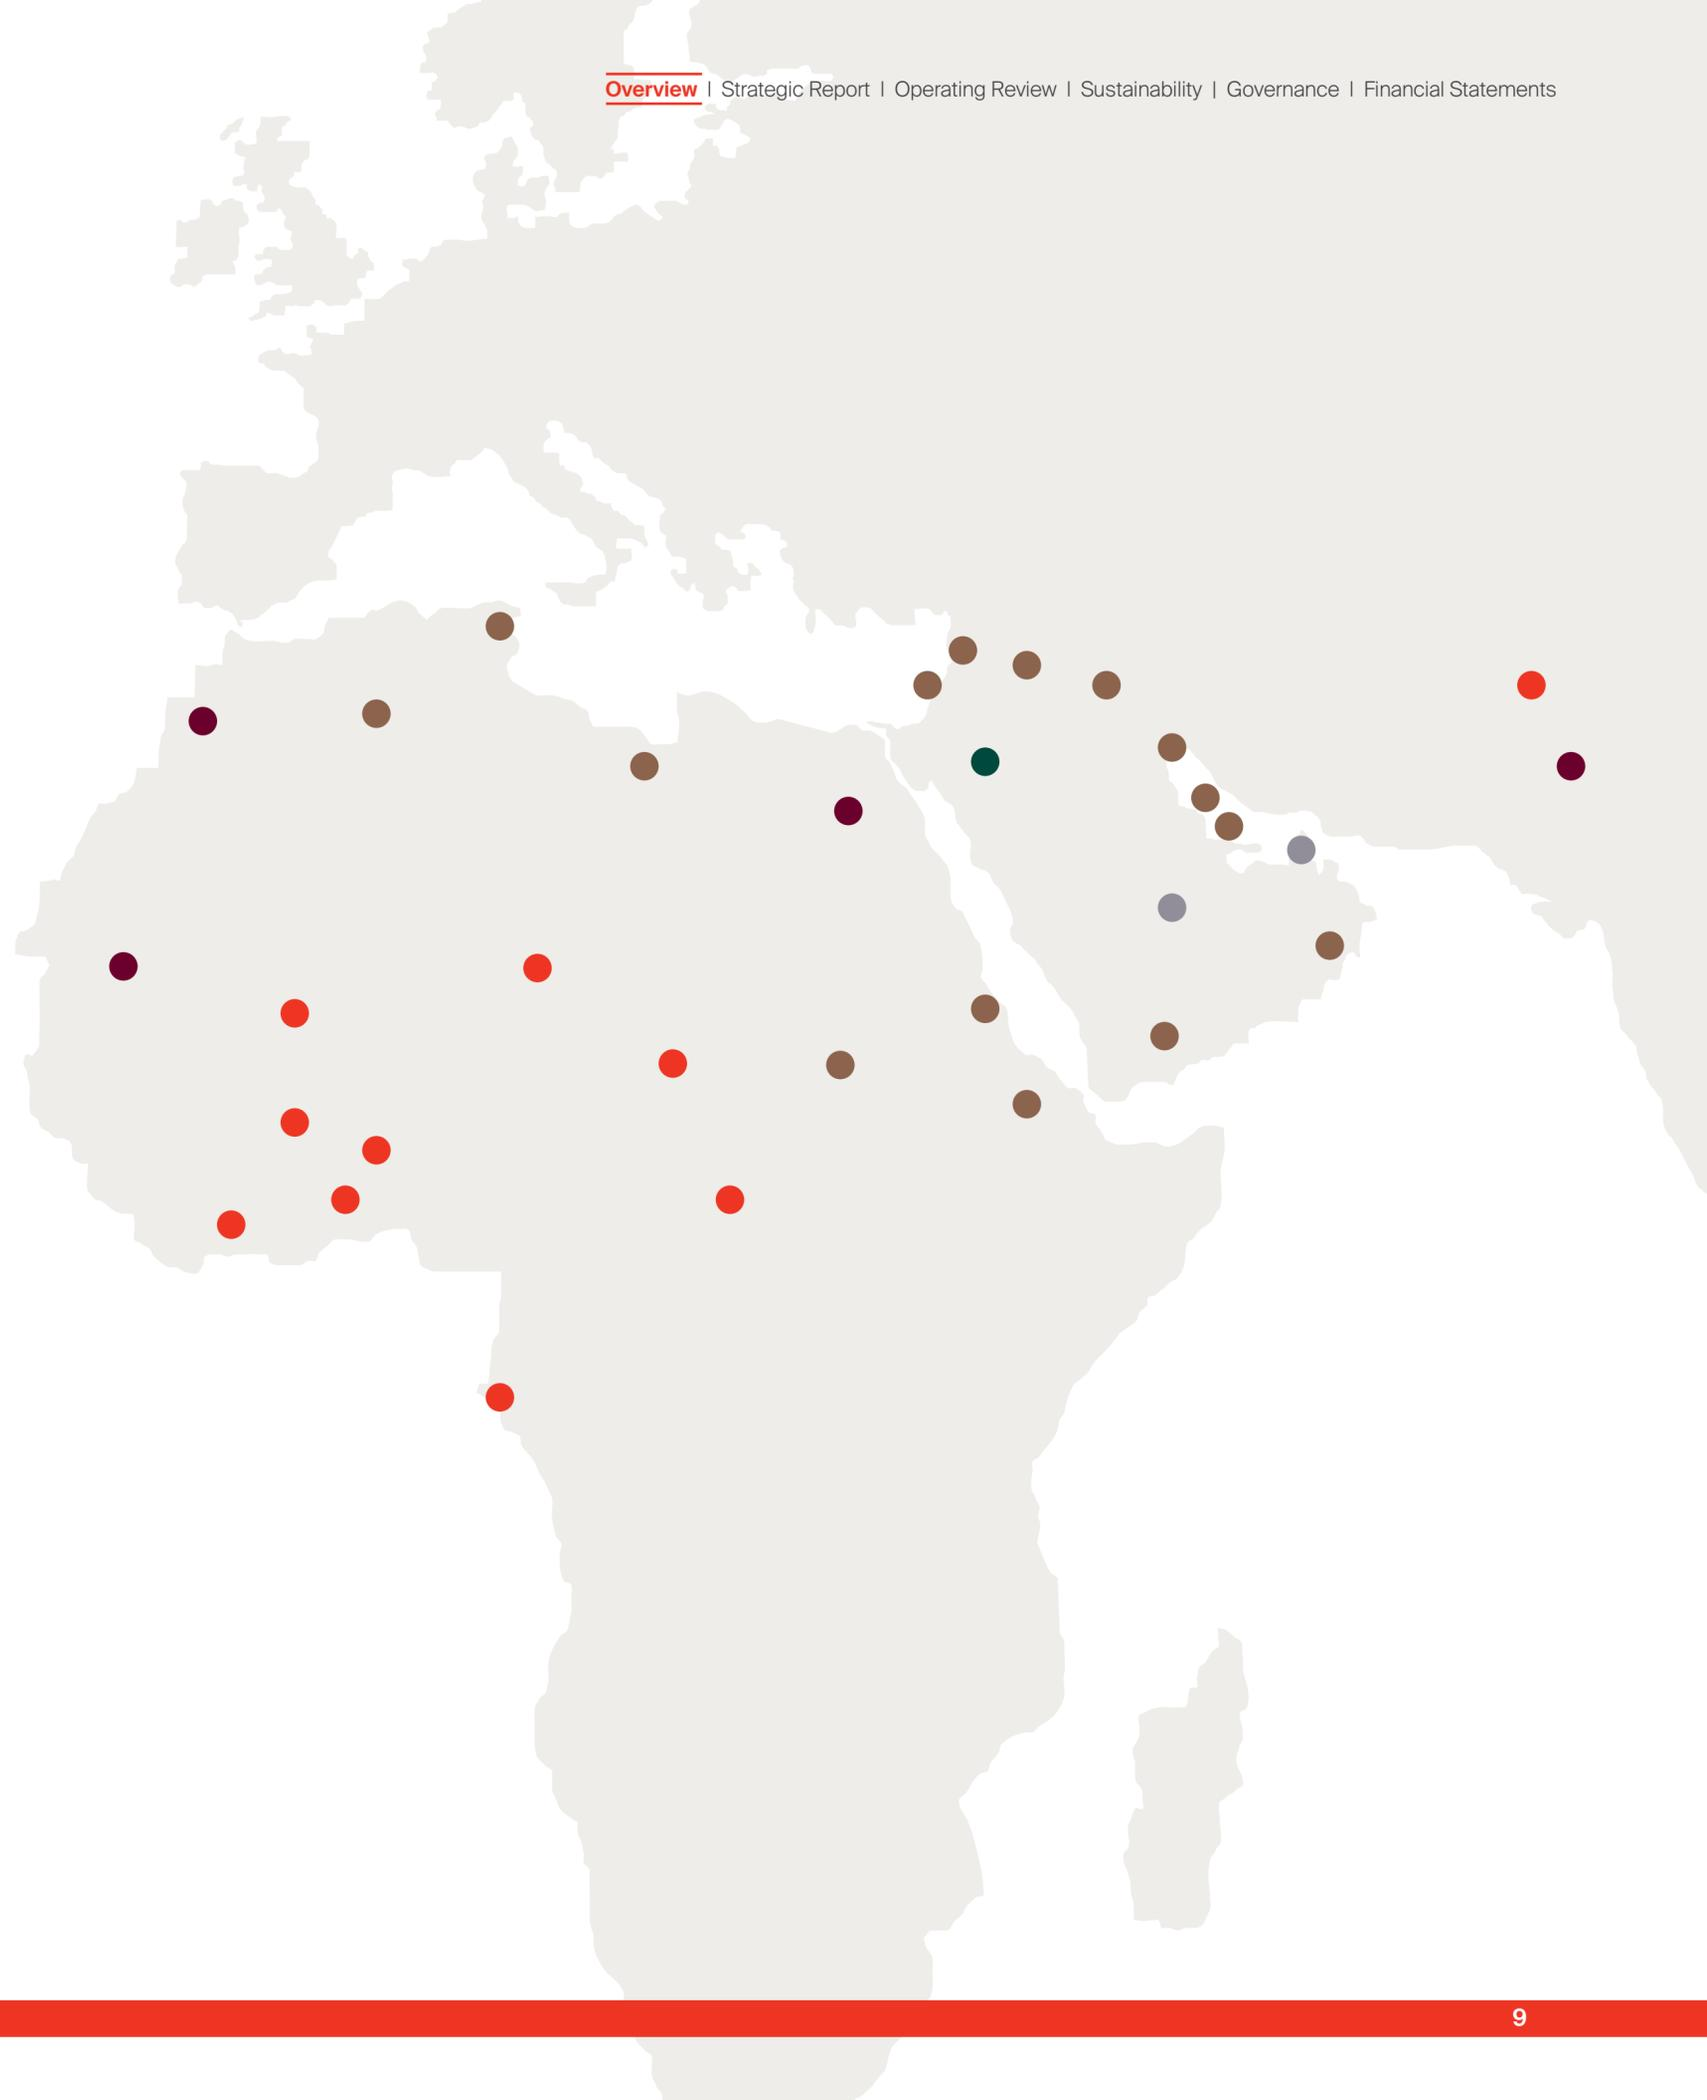 Overview | Strategic Report | Operating Review | Sustainability | Governance | Financial Statements
9